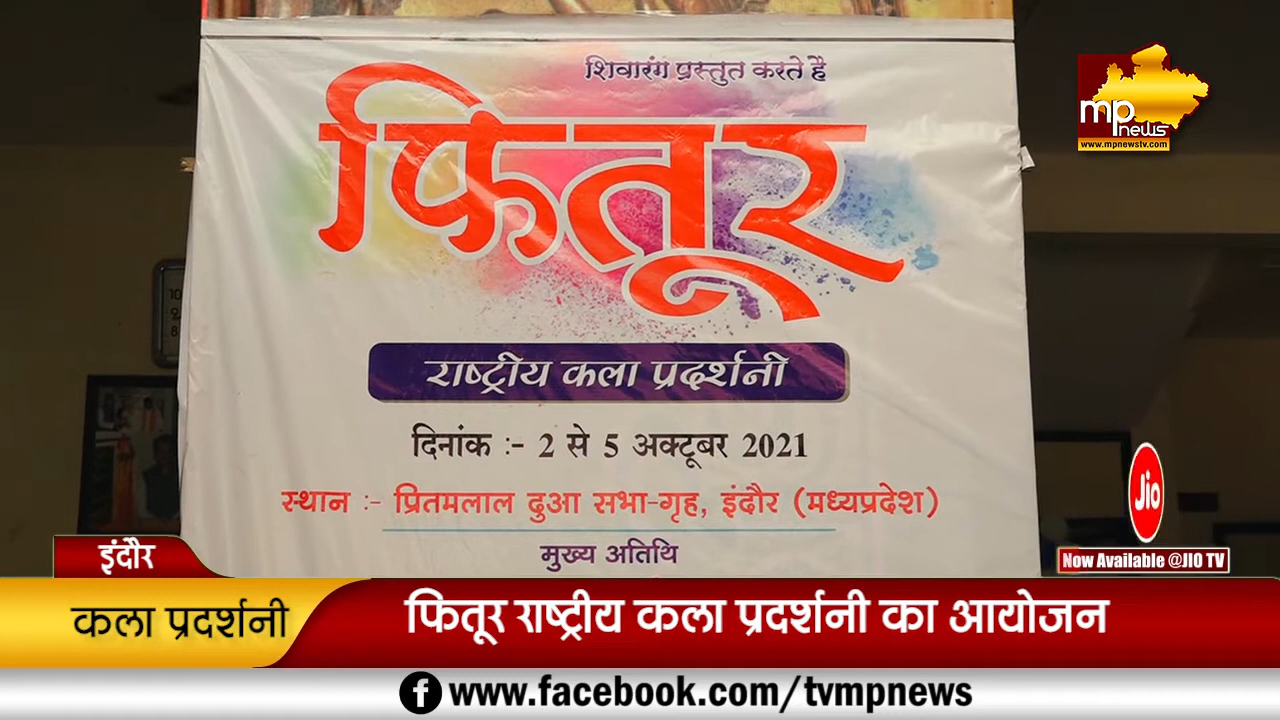 शिवारंग प्रस्तुत करते है
फितूर
राष्ट्रीय कला प्रदर्शनी
दिनांक :- 2 से 5 अक्टूबर 2021
स्थान :- प्रितमलाल दुआ सभा-गृह, इंदौर (मध्यप्रदेश)
मुख्य अतिथि
mp news
www.mpnewstv.com
Jio
Now Available @JIO TV
इंदौर
कला प्रदर्शनी
फितूर राष्ट्रीय कला प्रदर्शनी का आयोजन
www.facebook.com/tvmpnews